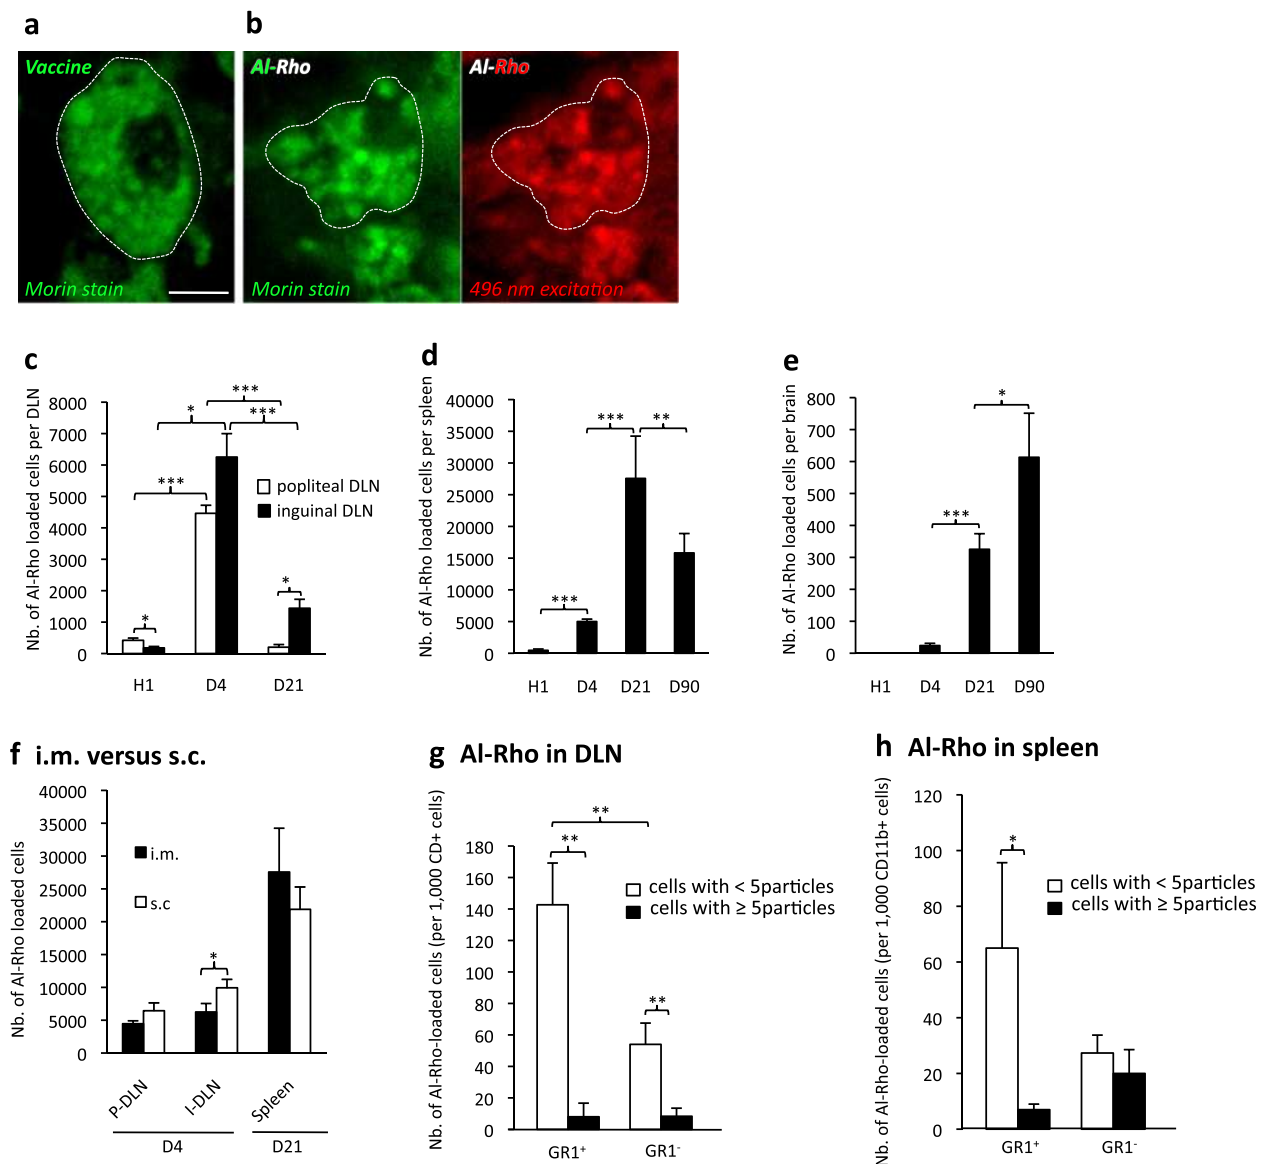 a
b
Vaccine
Morin stain
Al-Rho
Morin stain
Al-Rho
496 nm excitation
c
Nb. of Al-Rho loaded cells per DLN
8000
7000
6000
5000
4000
3000
2000
1000
0
***
*
***
***
*
*
popliteal DLN
inguinal DLN
H1 D4 D21
d
Nb. of Al-Rho loaded cells per spleen
40000
35000
30000
25000
20000
15000
10000
5000
0
*** **
***
H1 D4 D21 D90
e
Nb. of Al-Rho loaded cells per brain
800
700
600
500
400
300
200
100
0
*
***
H1 D4 D21 D90
f i.m. versus s.c.
Nb. of Al-Rho loaded cells
40000
35000
30000
25000
20000
15000
10000
5000
0
i.m.
s.c
*
P-DLN I-DLN Spleen
D4 D21
g Al-Rho in DLN
Nb. of Al-Rho-loaded cells (per 1,000 CD+ cells)
180
160
140
120
100
80
60
40
20
0
**
**
**
cells with < 5particles
cells with ≥ 5particles
GR1+ GR1-
h Al-Rho in spleen
Nb. of Al-Rho-loaded cells (per 1,000 CD11b+ cells)
120
100
80
60
40
20
0
*
cells with < 5particles
cells with ≥ 5particles
GR1+ GR1-